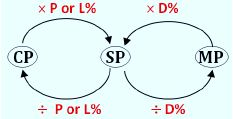 × P or L% × D%
CP SP MP
÷ P or L% ÷ D%